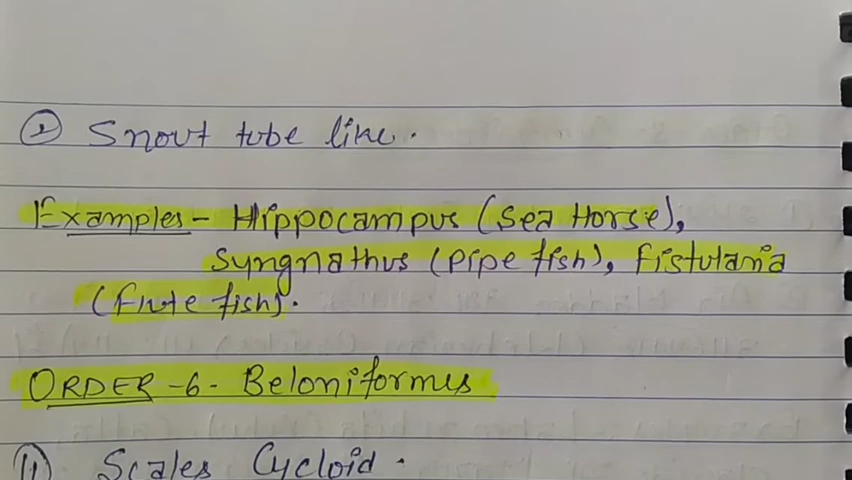 ② Snout tube like.
Examples - Hippocampus (Sea Horse),
Syngnathus (Pipe fish), Fistularia
(Flute fish).
ORDER -6- Beloniformes
① Scales Cycloid.